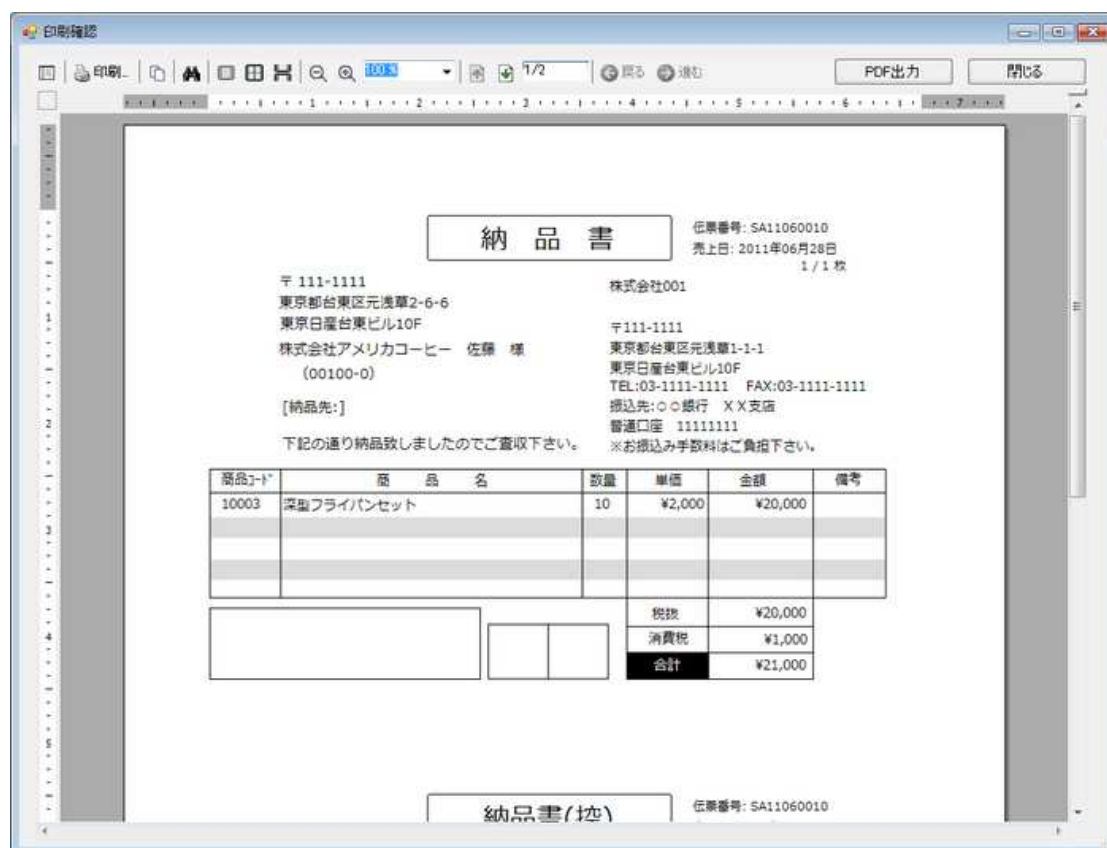 印刷確認
印刷...
100 %
1/2
戻る
進む
PDF出力
閉じる
1 2 3 4 5 6 7
納 品 書
伝票番号: SA11060010
売上日: 2011年06月28日
1 / 1 枚
〒 111-1111
東京都台東区元浅草2-6-6
東京日産台東ビル10F
株式会社アメリカコーヒー 佐藤 様
(00100-0)
[納品先:]
下記の通り納品致しましたのでご査収下さい。
株式会社001
〒111-1111
東京都台東区元浅草1-1-1
東京日産台東ビル10F
TEL:03-1111-1111 FAX:03-1111-1111
振込先:○○銀行 XX支店
普通口座 11111111
※お振込み手数料はご負担下さい。
商品コード 商 品 名 数量 単価 金額 備考
10003 深型フライパンセット 10 ¥2,000 ¥20,000
税抜 ¥20,000
消費税 ¥1,000
合計 ¥21,000
納品書(控)
伝票番号: SA11060010
1
2
3
4
5